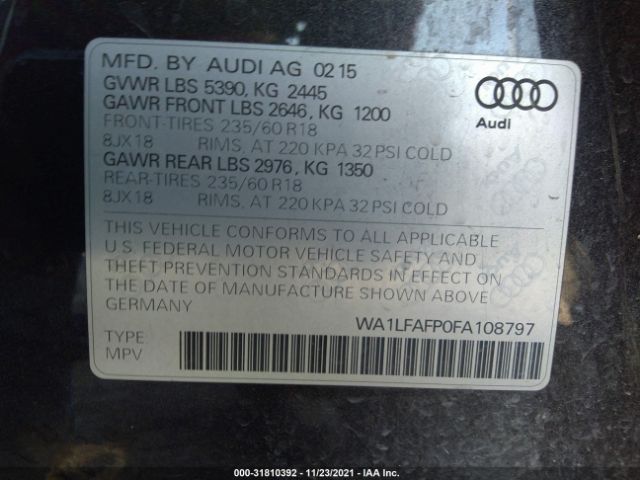 MFD. BY AUDI AG 02 15
GVWR LBS 5390, KG 2445
GAWR FRONT LBS 2646, KG 1200
FRONT-TIRES 235/60 R18
8JX18 RIMS, AT 220 KPA 32 PSI COLD
GAWR REAR LBS 2976, KG 1350
REAR-TIRES 235/60 R18
8JX18 RIMS, AT 220 KPA 32 PSI COLD
Audi
THIS VEHICLE CONFORMS TO ALL APPLICABLE
U.S. FEDERAL MOTOR VEHICLE SAFETY AND
THEFT PREVENTION STANDARDS IN EFFECT ON
THE DATE OF MANUFACTURE SHOWN ABOVE
GERMANY
WA1LFAFP0FA108797
TYPE:
MPV
000-31810392 - 11/23/2021 - IAA Inc.